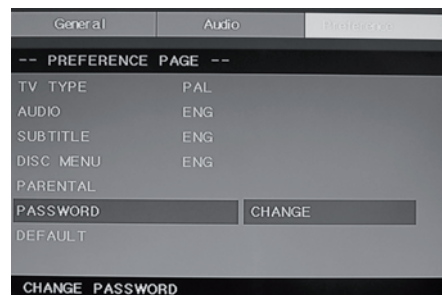 General Audio Preference
-- PREFERENCE PAGE --
TV TYPE PAL
AUDIO ENG
SUBTITLE ENG
DISC MENU ENG
PARENTAL
PASSWORD CHANGE
DEFAULT
CHANGE PASSWORD